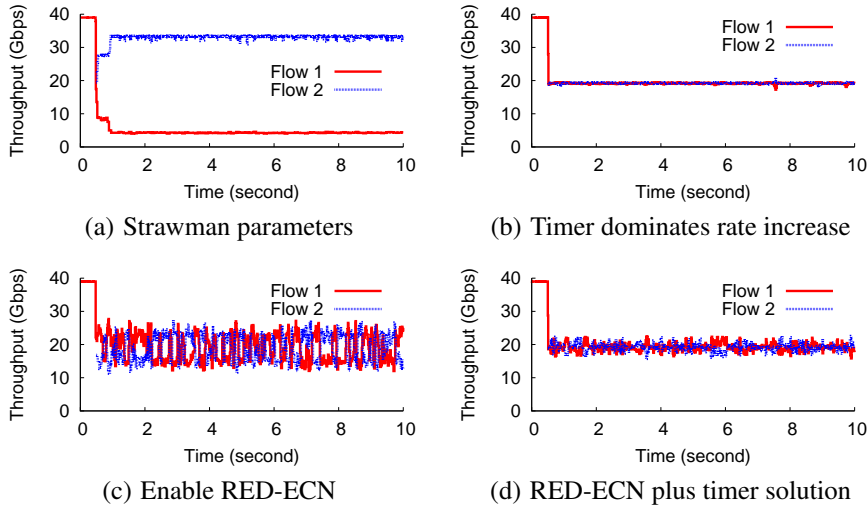 Throughput (Gbps)
40
30
20
10
0
Flow 1
Flow 2
0 2 4 6 8 10
Time (second)
(a) Strawman parameters
Throughput (Gbps)
40
30
20
10
0
Flow 1
Flow 2
0 2 4 6 8 10
Time (second)
(b) Timer dominates rate increase
Throughput (Gbps)
40
30
20
10
0
Flow 1
Flow 2
0 2 4 6 8 10
Time (second)
(c) Enable RED-ECN
Throughput (Gbps)
40
30
20
10
0
Flow 1
Flow 2
0 2 4 6 8 10
Time (second)
(d) RED-ECN plus timer solution